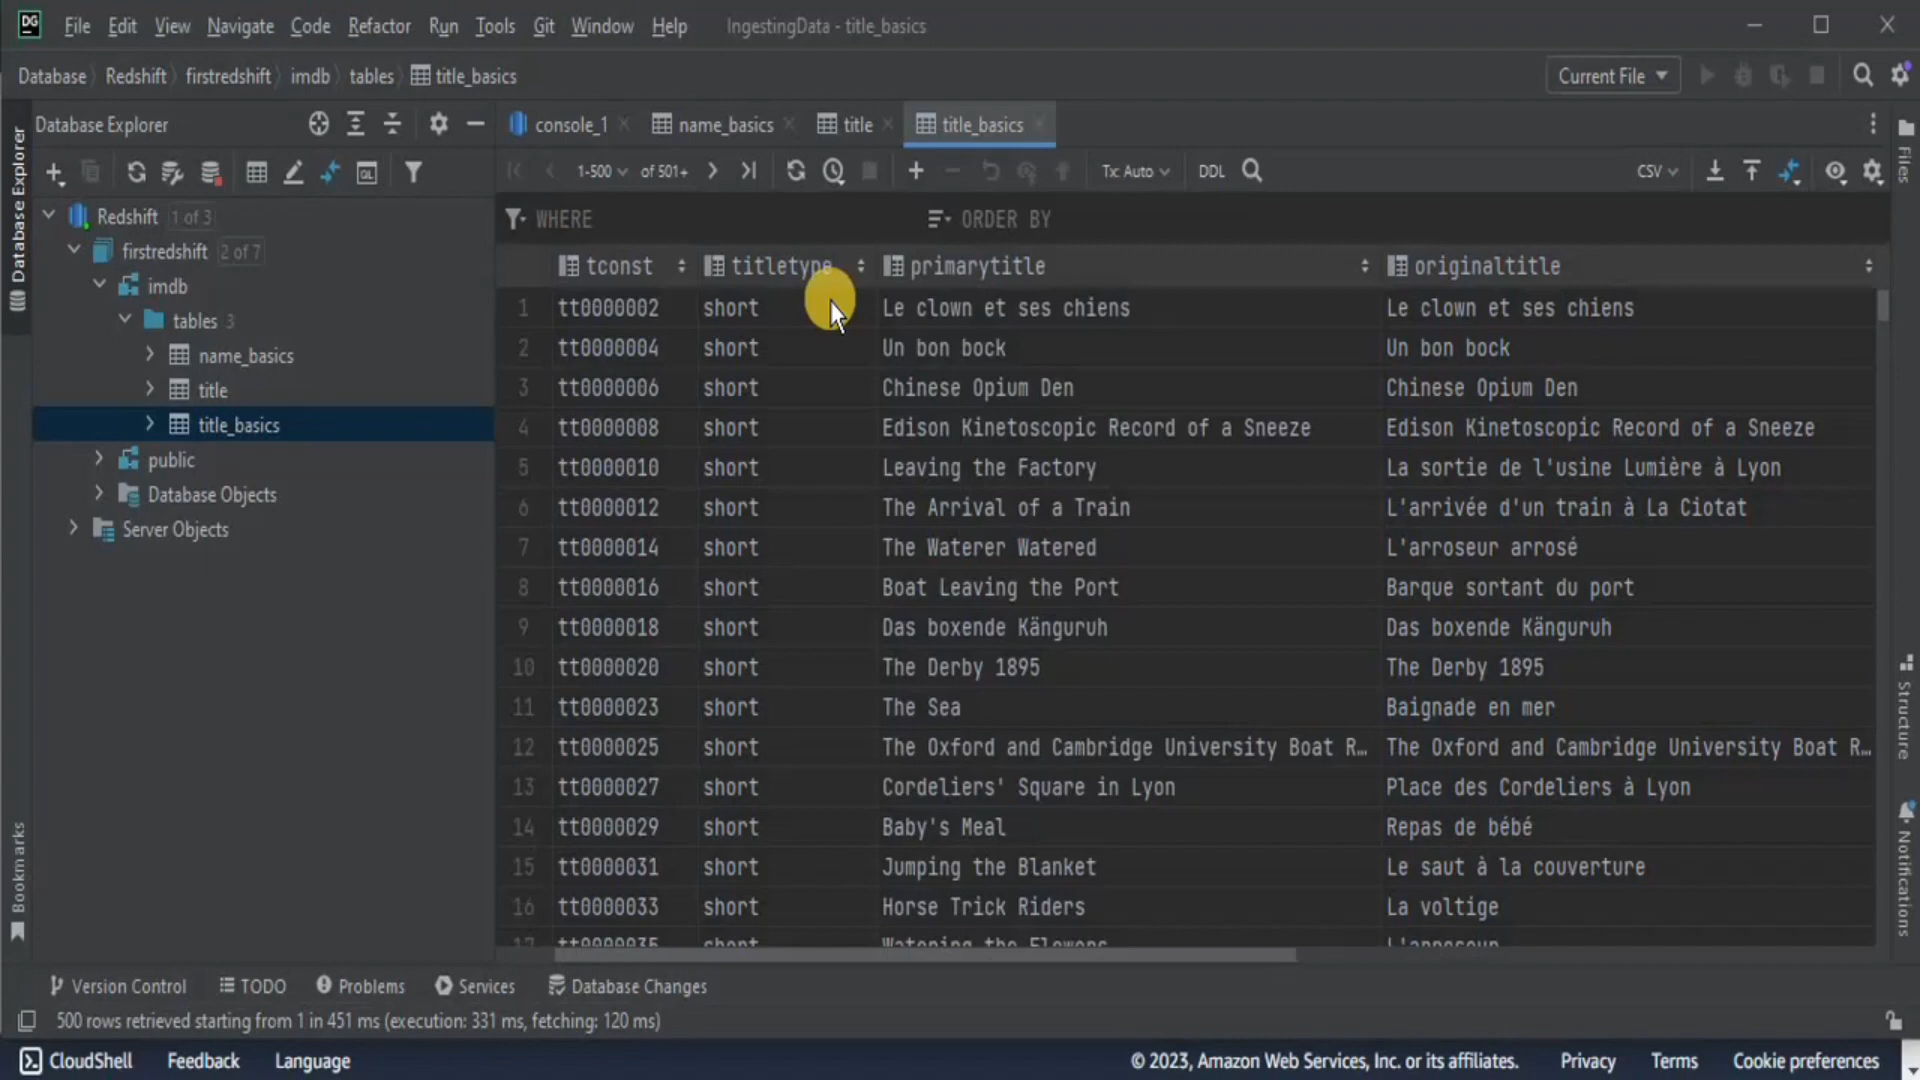 DG File Edit View Navigate Code Refactor Run Tools Git Window Help IngestingData - title_basics
Database Redshift firstredshift imdb tables title_basics Current File
Database Explorer
console_1 name_basics title title_basics
1-500 of 501+ Tx: Auto DDL CSV
WHERE ORDER BY
Redshift 1 of 3
firstredshift 2 of 7
imdb
tables 3
name_basics
title
title_basics
public
Database Objects
Server Objects
tconst titletype primarytitle originaltitle
1 tt0000002 short Le clown et ses chiens Le clown et ses chiens
2 tt0000004 short Un bon bock Un bon bock
3 tt0000006 short Chinese Opium Den Chinese Opium Den
4 tt0000008 short Edison Kinetoscopic Record of a Sneeze Edison Kinetoscopic Record of a Sneeze
5 tt0000010 short Leaving the Factory La sortie de l'usine Lumière à Lyon
6 tt0000012 short The Arrival of a Train L'arrivée d'un train à La Ciotat
7 tt0000014 short The Waterer Watered L'arroseur arrosé
8 tt0000016 short Boat Leaving the Port Barque sortant du port
9 tt0000018 short Das boxende Känguruh Das boxende Känguruh
10 tt0000020 short The Derby 1895 The Derby 1895
11 tt0000023 short The Sea Baignade en mer
12 tt0000025 short The Oxford and Cambridge University Boat R… The Oxford and Cambridge University Boat R…
13 tt0000027 short Cordeliers' Square in Lyon Place des Cordeliers à Lyon
14 tt0000029 short Baby's Meal Repas de bébé
15 tt0000031 short Jumping the Blanket Le saut à la couverture
16 tt0000033 short Horse Trick Riders La voltige
17 tt0000035 short Watering the Flowers L'arroseur
Database Explorer
Bookmarks
Files
Structure
Notifications
Version Control TODO Problems Services Database Changes
500 rows retrieved starting from 1 in 451 ms (execution: 331 ms, fetching: 120 ms)
CloudShell Feedback Language © 2023, Amazon Web Services, Inc. or its affiliates. Privacy Terms Cookie preferences